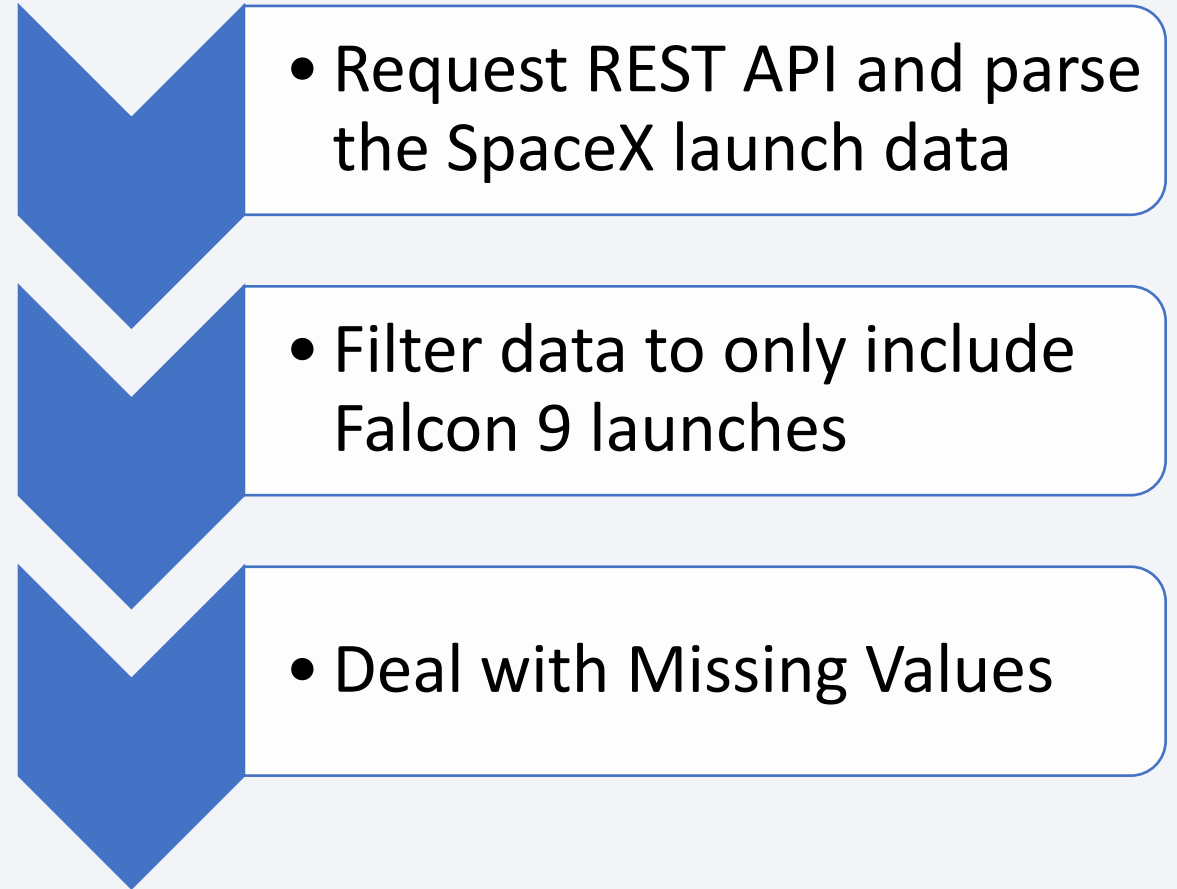 • Request REST API and parse
the SpaceX launch data
• Filter data to only include
Falcon 9 launches
• Deal with Missing Values